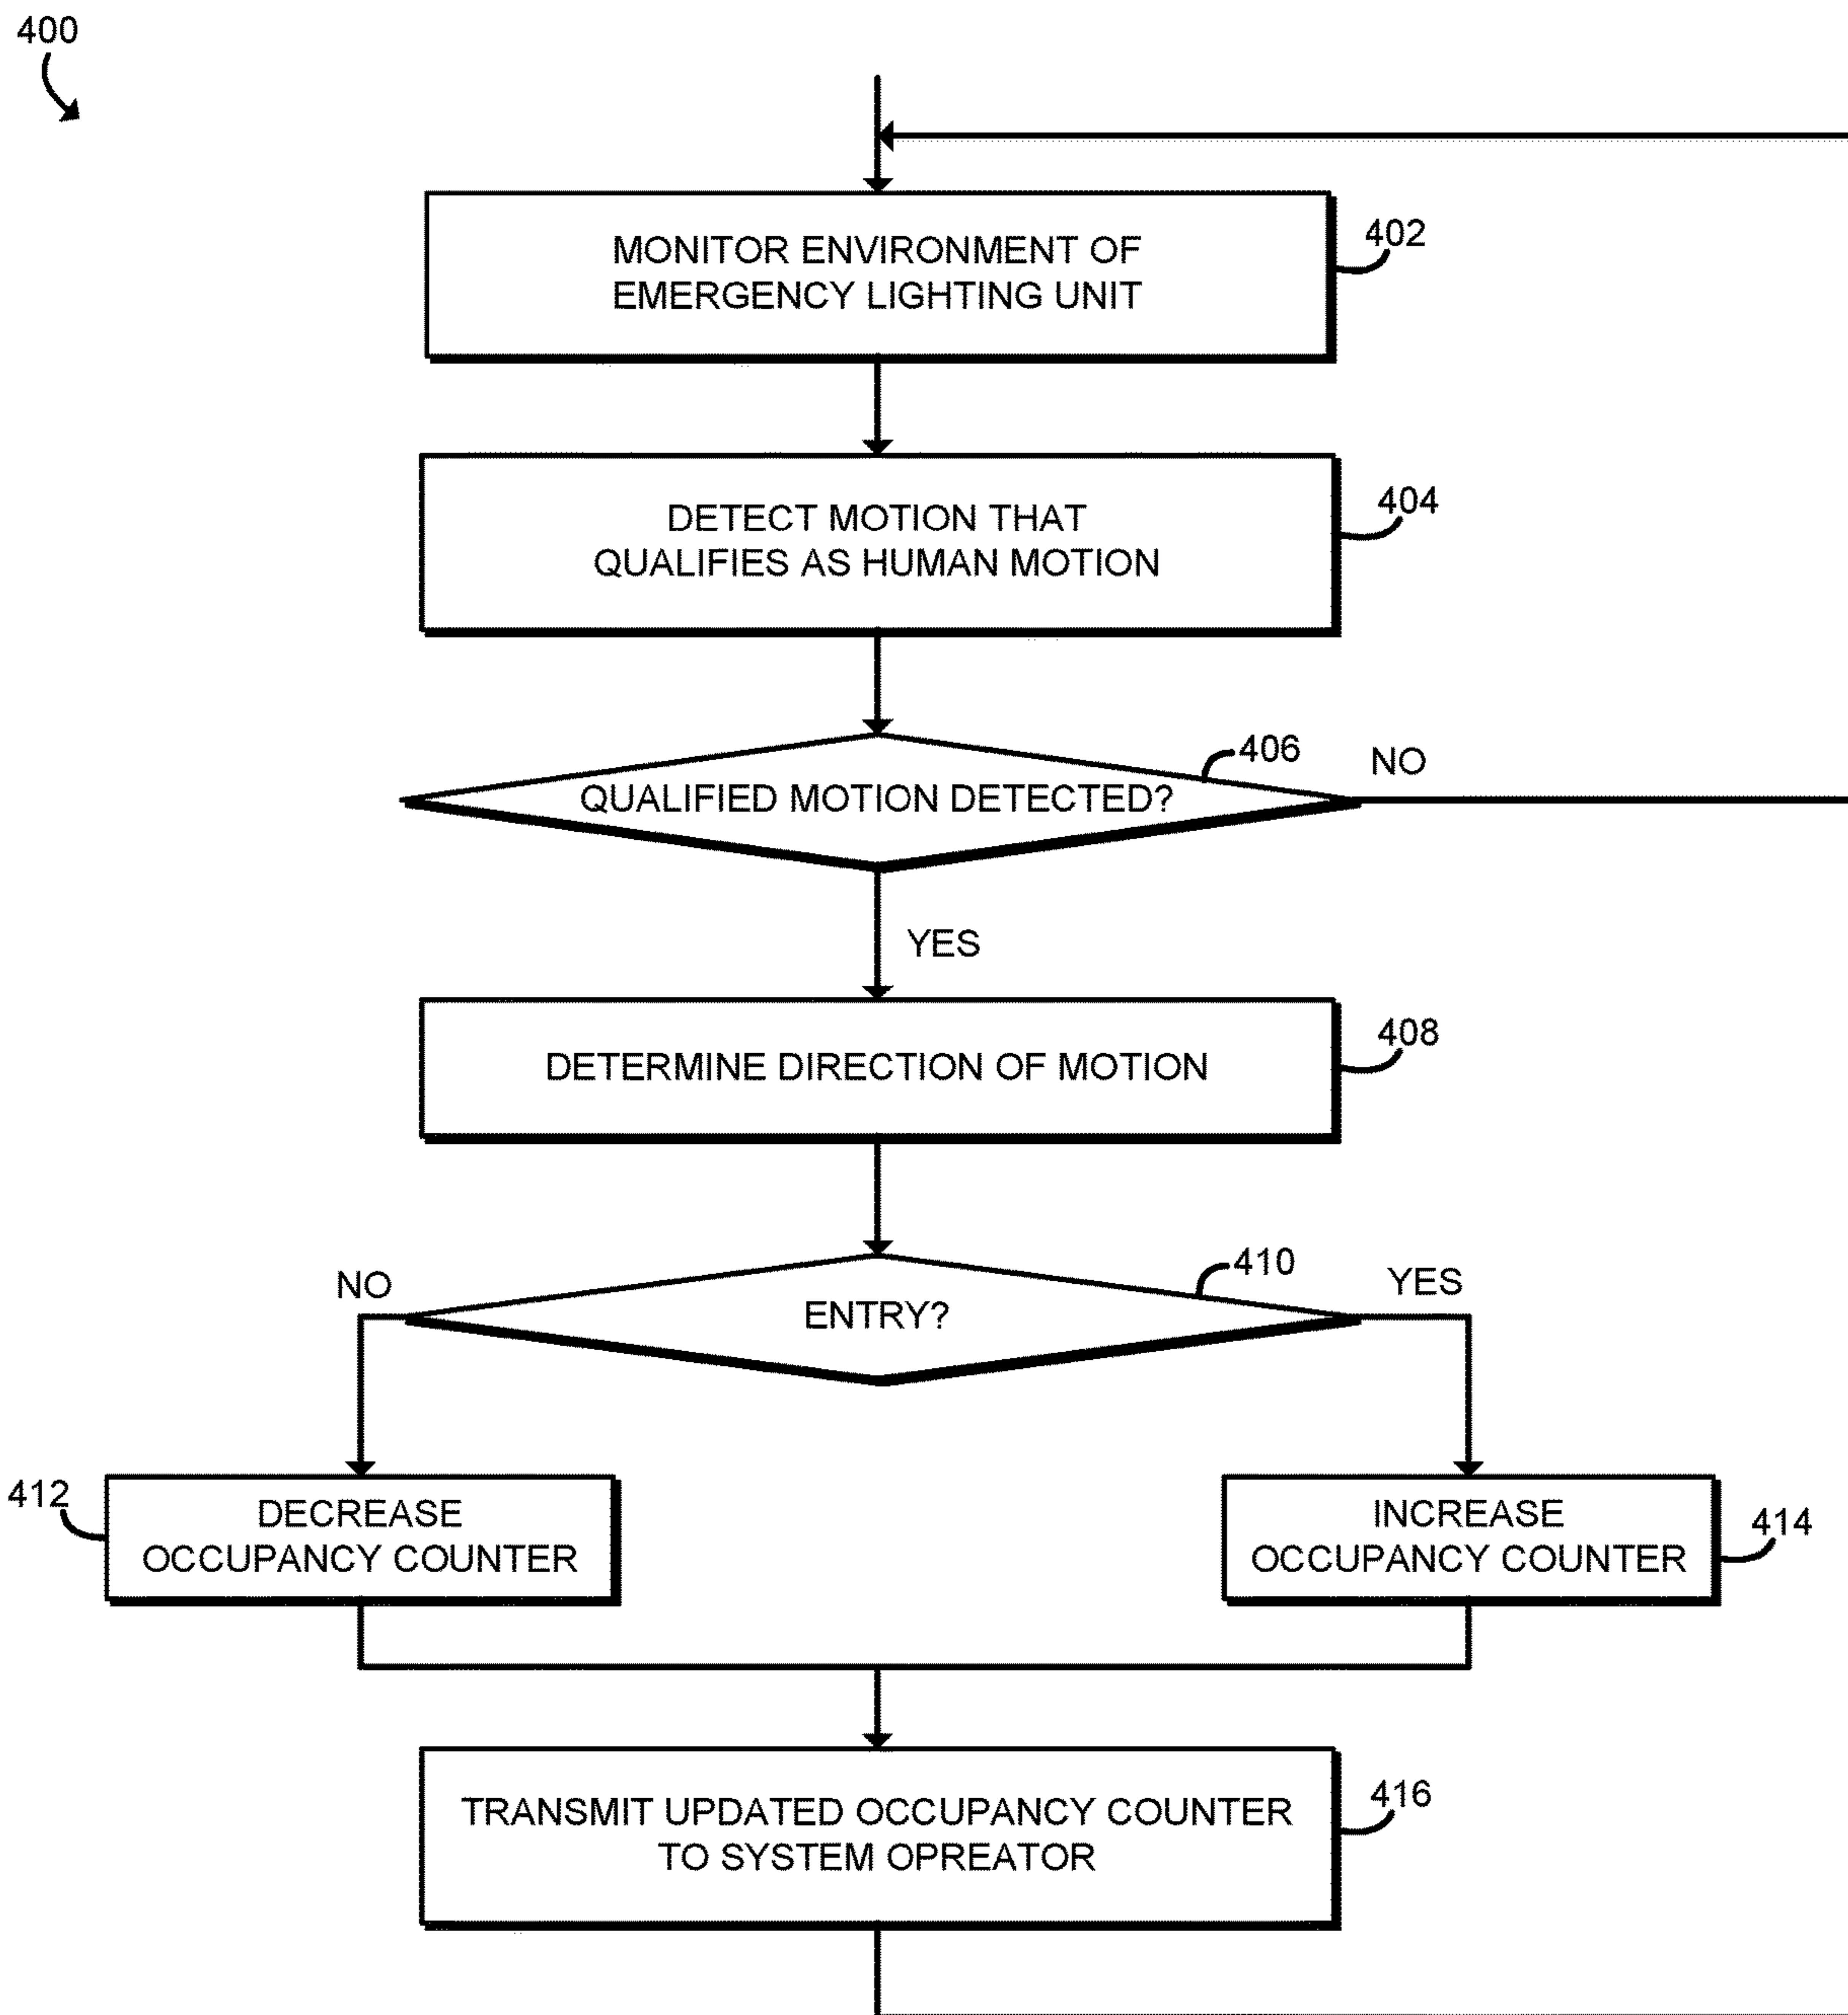 400
MONITOR ENVIRONMENT OF
EMERGENCY LIGHTING UNIT
402
DETECT MOTION THAT
QUALIFIES AS HUMAN MOTION
404
QUALIFIED MOTION DETECTED?
406
NO
YES
DETERMINE DIRECTION OF MOTION
408
NO
ENTRY?
410
YES
412
DECREASE
OCCUPANCY COUNTER
INCREASE
OCCUPANCY COUNTER
414
TRANSMIT UPDATED OCCUPANCY COUNTER
TO SYSTEM OPREATOR
416